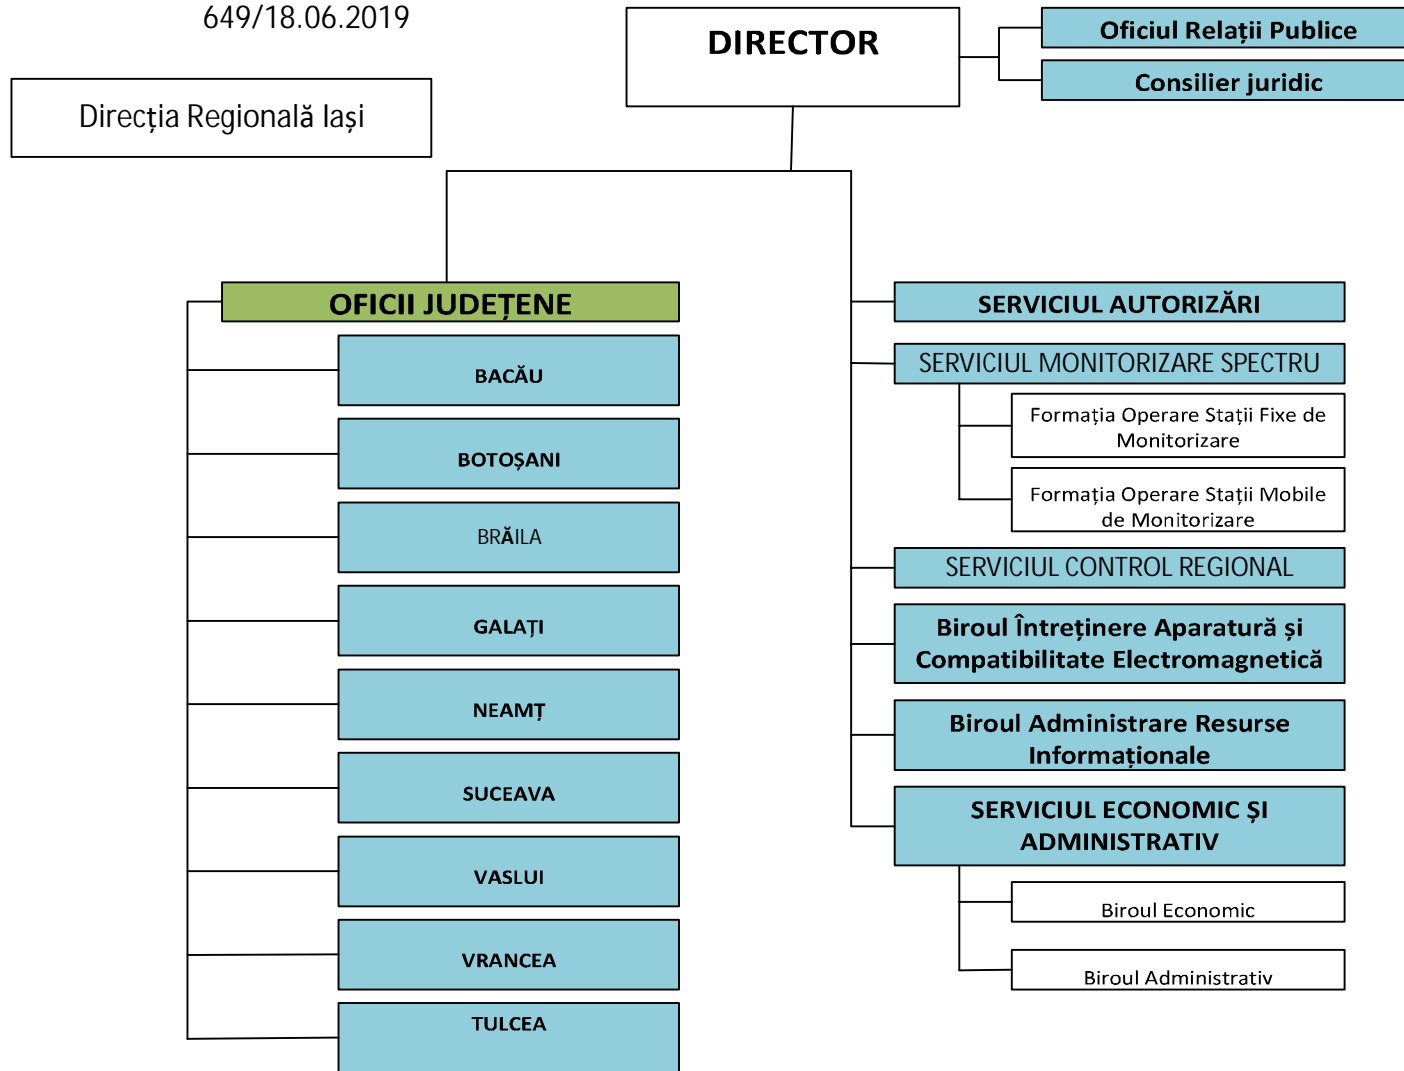 649/18.06.2019
DIRECTOR
Oficiul Relații Publice
Consilier juridic
Direcția Regională Iași
OFICII JUDEȚENE
BACĂU
BOTOȘANI
BRĂILA
GALAȚI
NEAMȚ
SUCEAVA
VASLUI
VRANCEA
TULCEA
SERVICIUL AUTORIZĂRI
SERVICIUL MONITORIZARE SPECTRU
Formația Operare Stații Fixe de
Monitorizare
Formația Operare Stații Mobile
de Monitorizare
SERVICIUL CONTROL REGIONAL
Biroul Întreținere Aparatură și
Compatibilitate Electromagnetică
Biroul Administrare Resurse
Informaționale
SERVICIUL ECONOMIC ȘI
ADMINISTRATIV
Biroul Economic
Biroul Administrativ